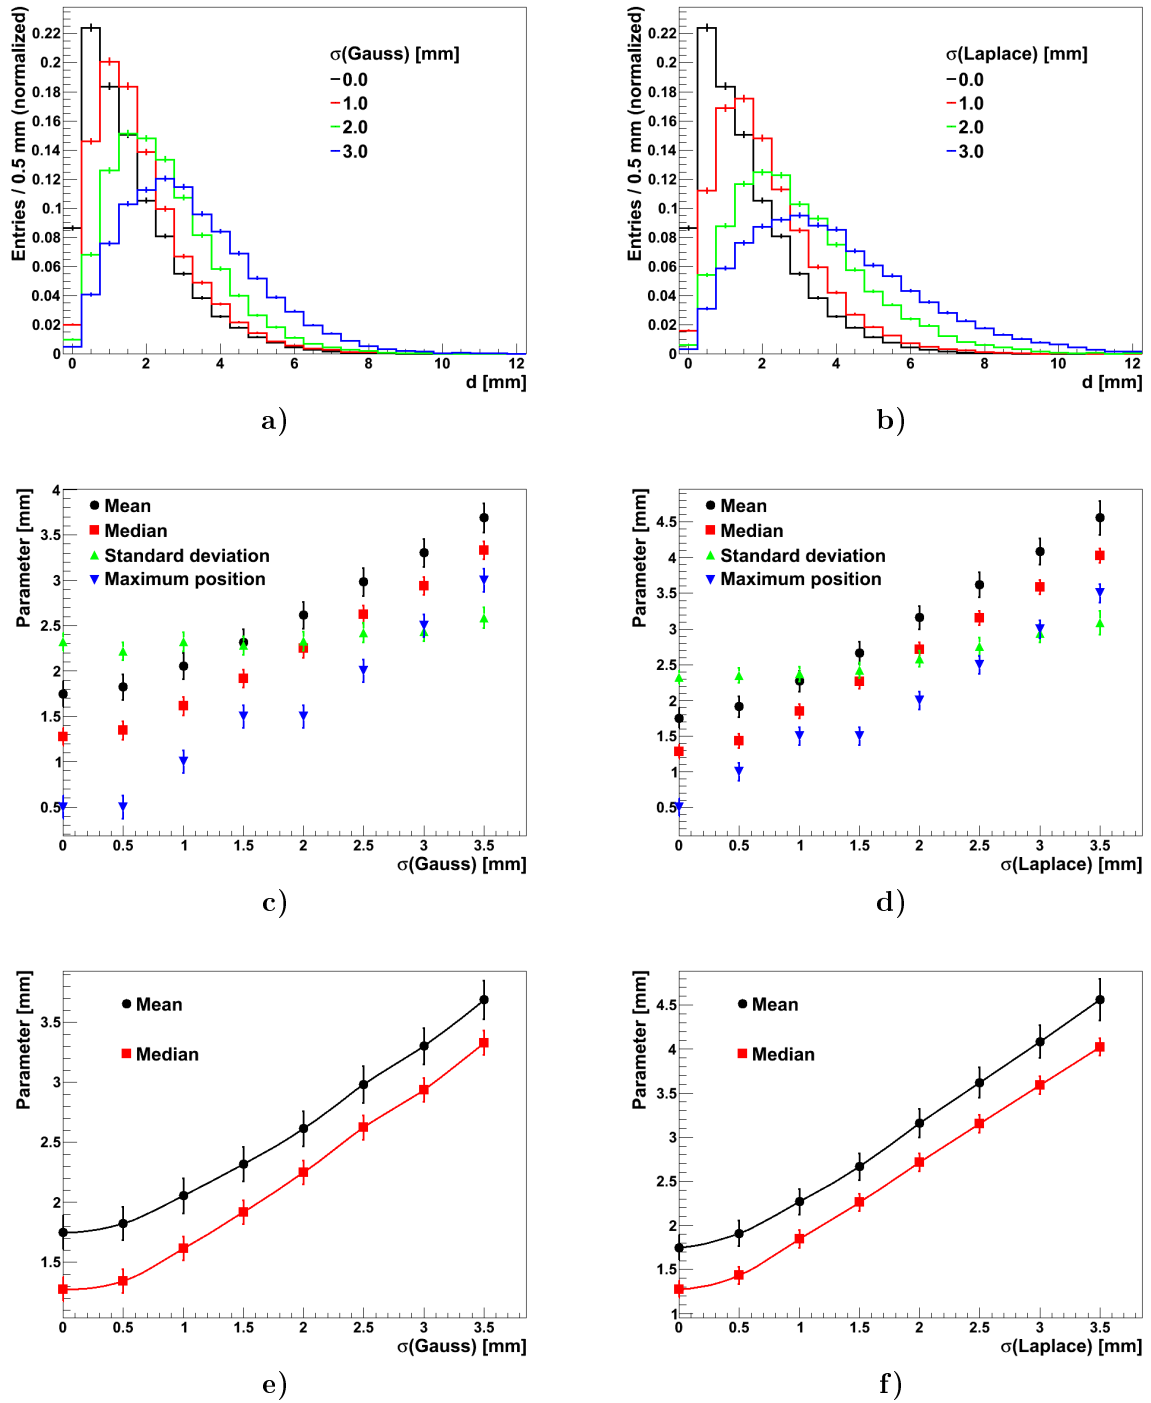 Entries / 0.5 mm (normalized)
0.22
0.2
0.18
0.16
0.14
0.12
0.1
0.08
0.06
0.04
0.02
0
σ(Gauss) [mm]
0.0
1.0
2.0
3.0
0 2 4 6 8 10 12
d [mm]
a)
Entries / 0.5 mm (normalized)
0.22
0.2
0.18
0.16
0.14
0.12
0.1
0.08
0.06
0.04
0.02
0
σ(Laplace) [mm]
0.0
1.0
2.0
3.0
0 2 4 6 8 10 12
d [mm]
b)
Parameter [mm]
4
3.5
3
2.5
2
1.5
1
0.5
Mean
Median
Standard deviation
Maximum position
0 0.5 1 1.5 2 2.5 3 3.5
σ(Gauss) [mm]
c)
Parameter [mm]
4.5
4
3.5
3
2.5
2
1.5
1
0.5
Mean
Median
Standard deviation
Maximum position
0 0.5 1 1.5 2 2.5 3 3.5
σ(Laplace) [mm]
d)
Parameter [mm]
3.5
3
2.5
2
1.5
Mean
Median
0 0.5 1 1.5 2 2.5 3 3.5
σ(Gauss) [mm]
e)
Parameter [mm]
4.5
4
3.5
3
2.5
2
1.5
1
Mean
Median
0 0.5 1 1.5 2 2.5 3 3.5
σ(Laplace) [mm]
f)